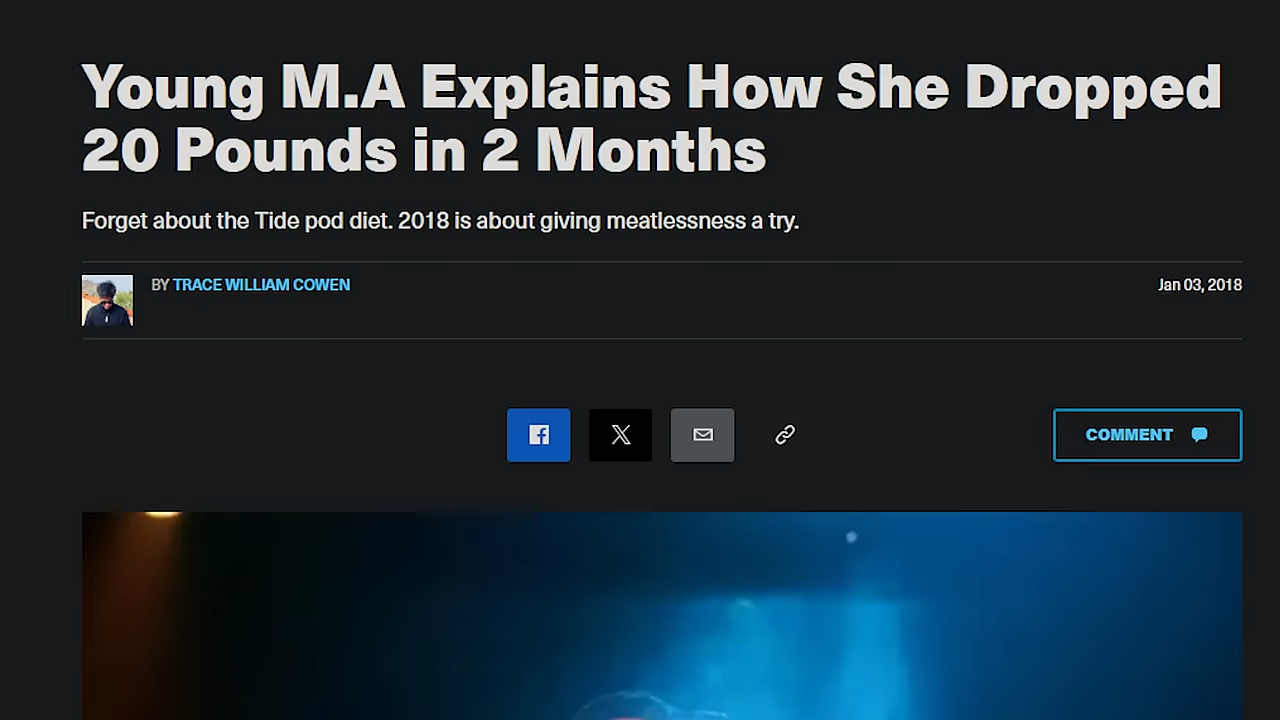 Young M.A Explains How She Dropped
20 Pounds in 2 Months
Forget about the Tide pod diet. 2018 is about giving meatlessness a try.
BY TRACE WILLIAM COWEN
Jan 03, 2018
COMMENT